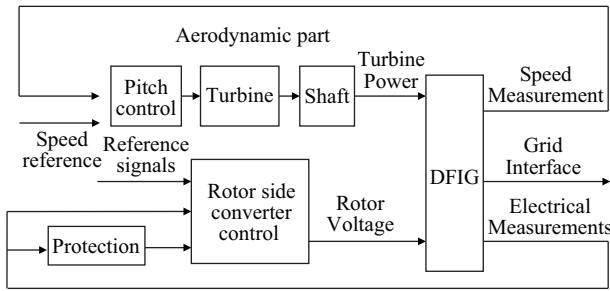 Aerodynamic part
Turbine
Power
Speed
Measurement
Pitch
control
Turbine
Shaft
Speed
reference
Reference
signals
Rotor side
converter
control
Rotor
Voltage
DFIG
Grid
Interface
Electrical
Measurements
Protection